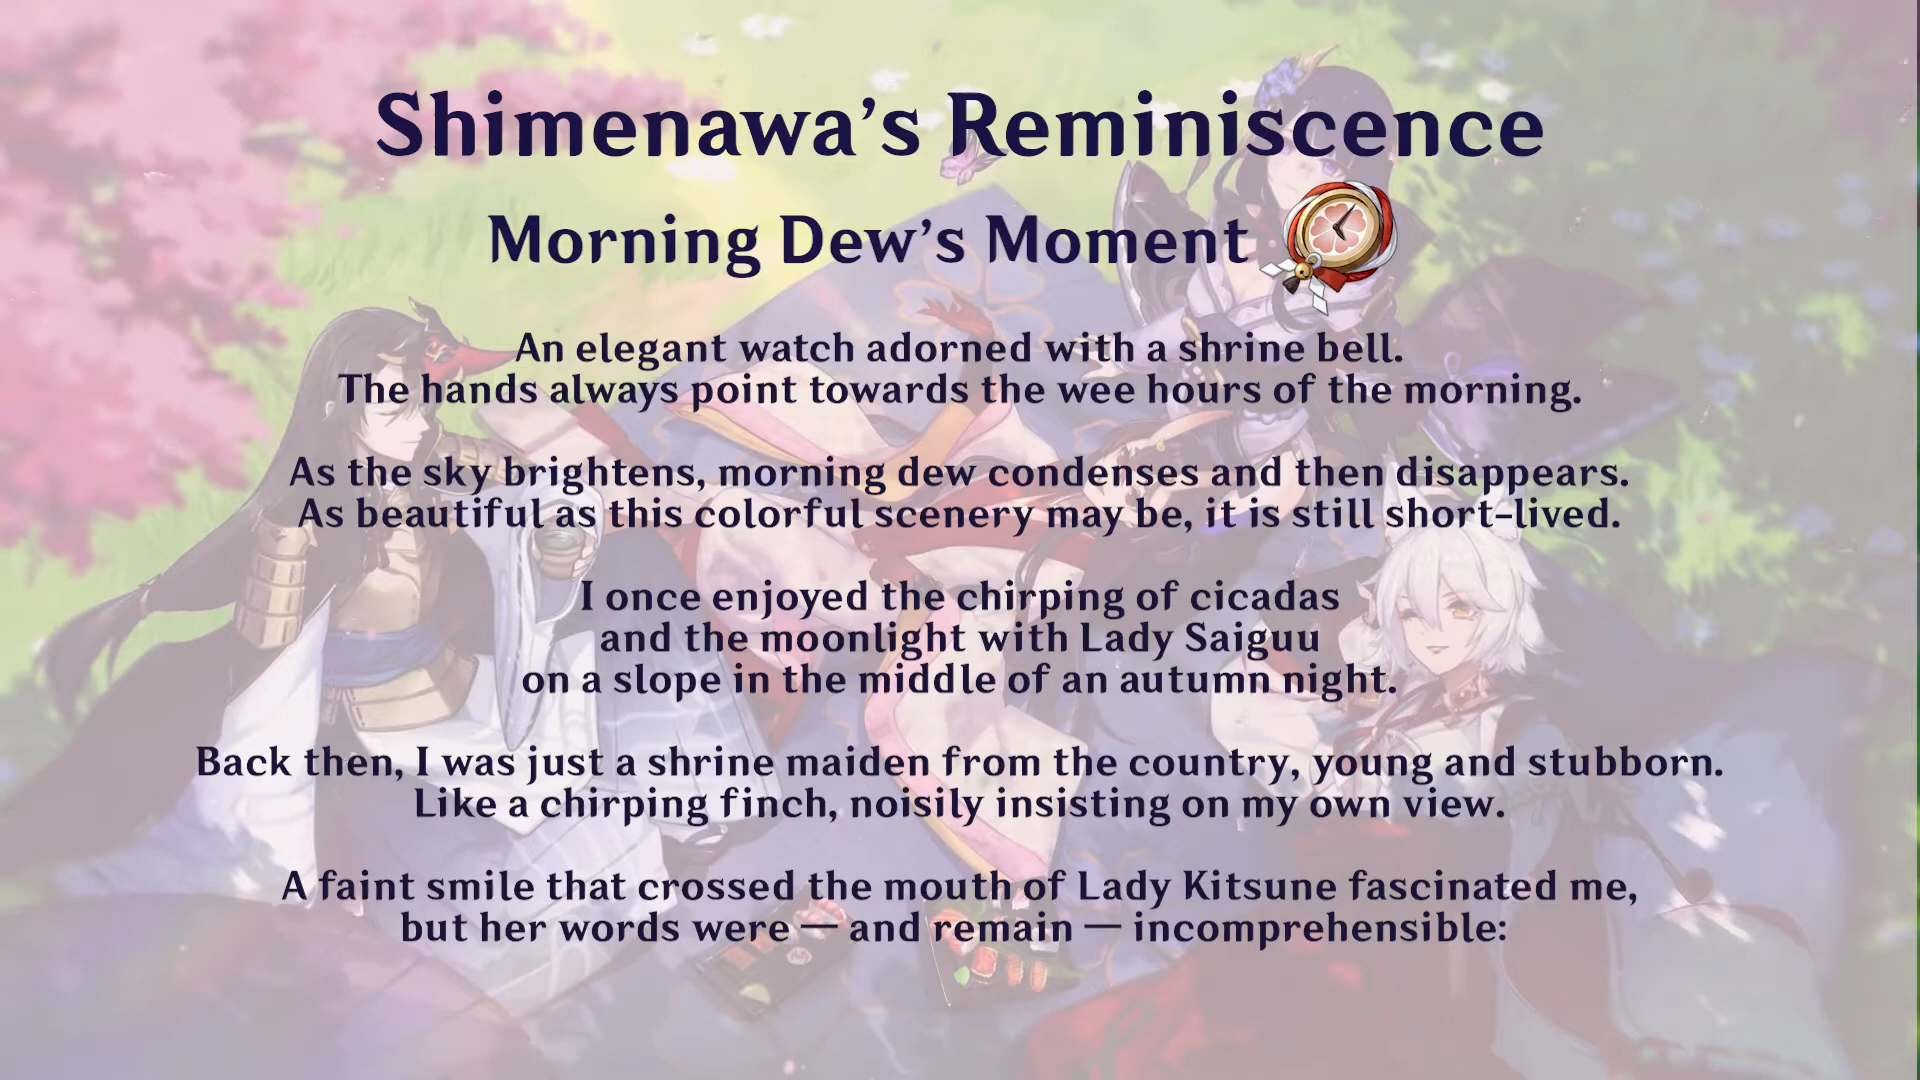 Shimenawa’s Reminiscence
Morning Dew’s Moment
An elegant watch adorned with a shrine bell.
The hands always point towards the wee hours of the morning.
As the sky brightens, morning dew condenses and then disappears.
As beautiful as this colorful scenery may be, it is still short-lived.
I once enjoyed the chirping of cicadas
and the moonlight with Lady Saiguu
on a slope in the middle of an autumn night.
Back then, I was just a shrine maiden from the country, young and stubborn.
Like a chirping finch, noisily insisting on my own view.
A faint smile that crossed the mouth of Lady Kitsune fascinated me,
but her words were — and remain — incomprehensible: